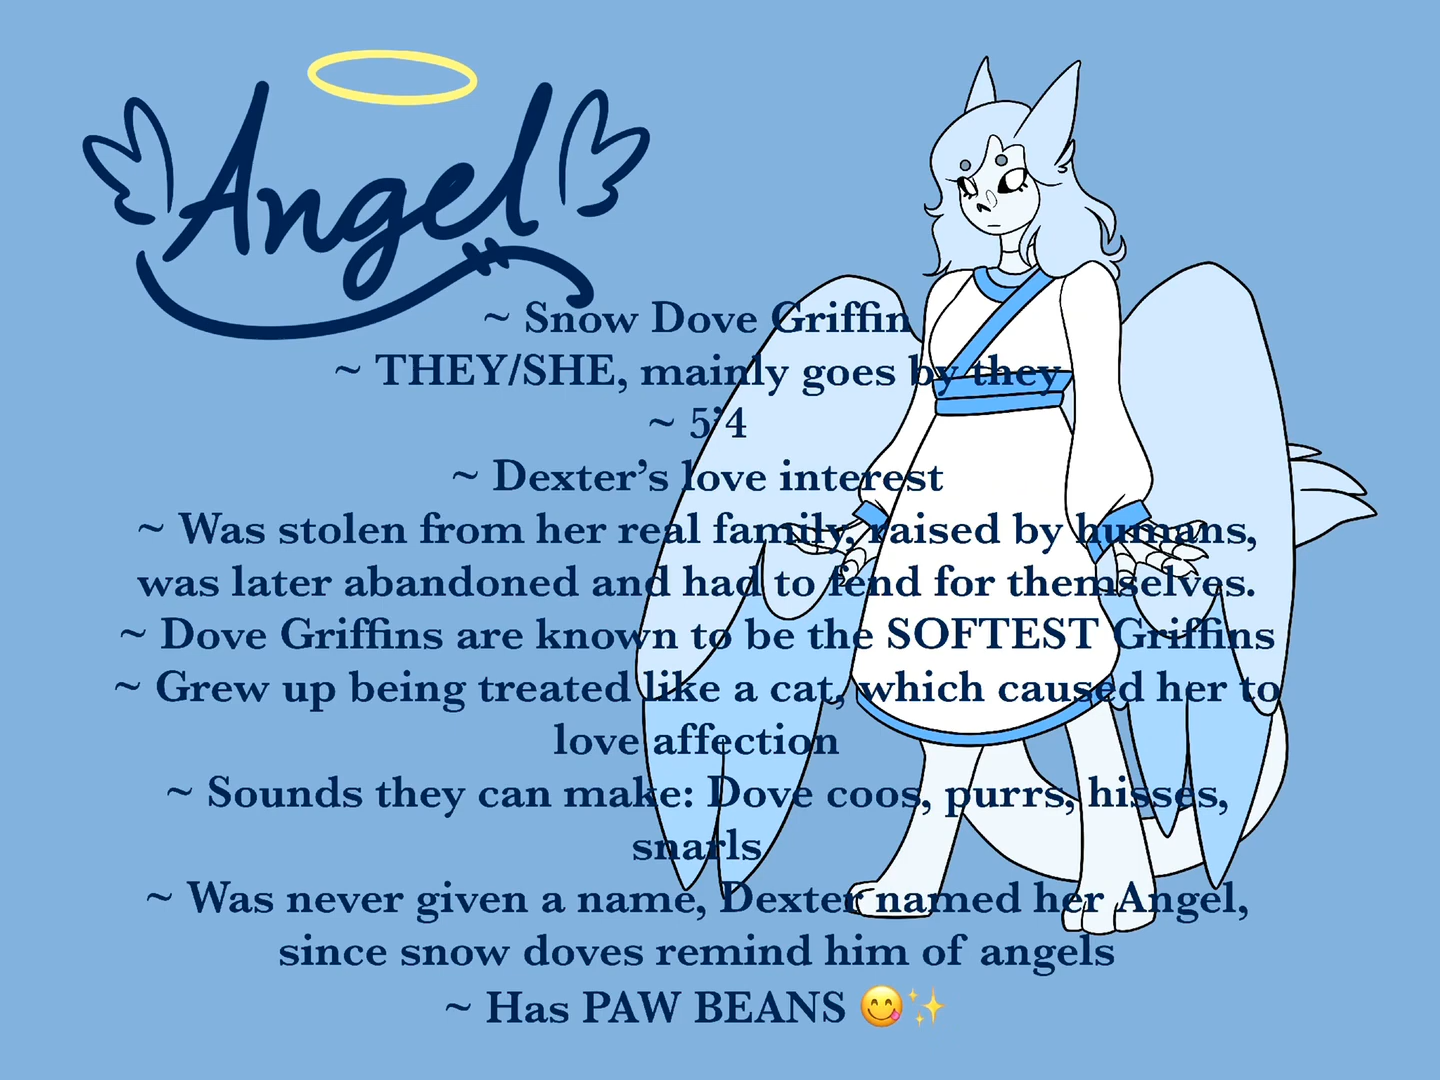 Angel
~ Snow Dove Griffin
~ THEY/SHE, mainly goes by they
~ 5’4
~ Dexter’s love interest
~ Was stolen from her real family, raised by humans,
was later abandoned and had to fend for themselves.
~ Dove Griffins are known to be the SOFTEST Griffins
~ Grew up being treated like a cat, which caused her to
love affection
~ Sounds they can make: Dove coos, purrs, hisses,
snarls
~ Was never given a name, Dexter named her Angel,
since snow doves remind him of angels
~ Has PAW BEANS 😋✨